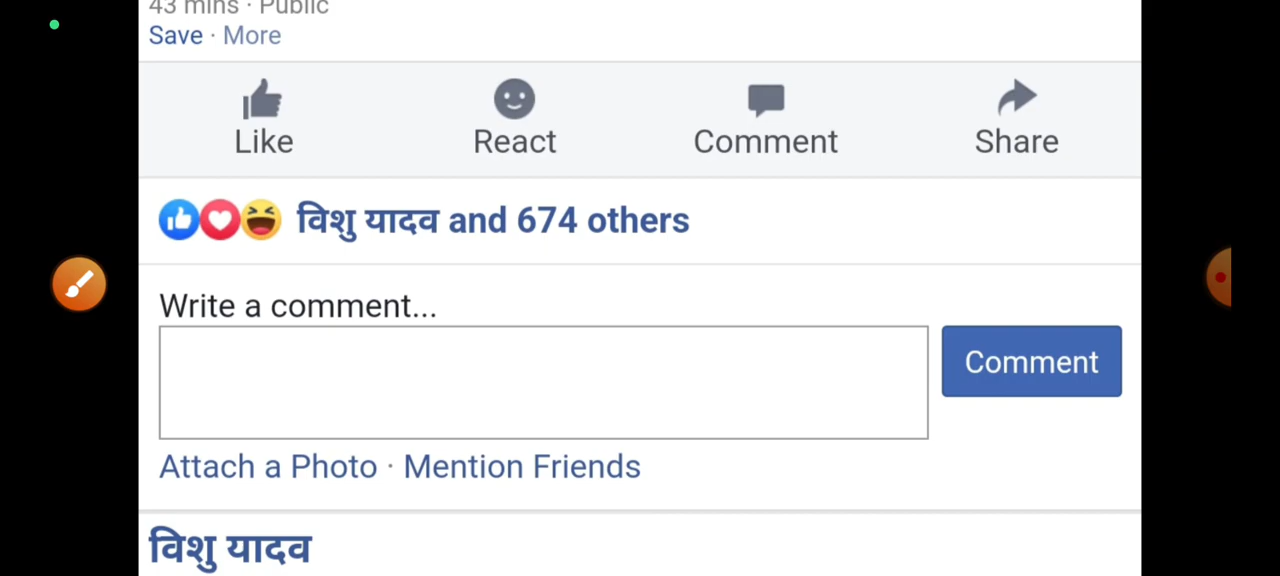 43 mins · Public
Save · More
Like React Comment Share
विशु यादव and 674 others
Write a comment...
Comment
Attach a Photo · Mention Friends
विशु यादव